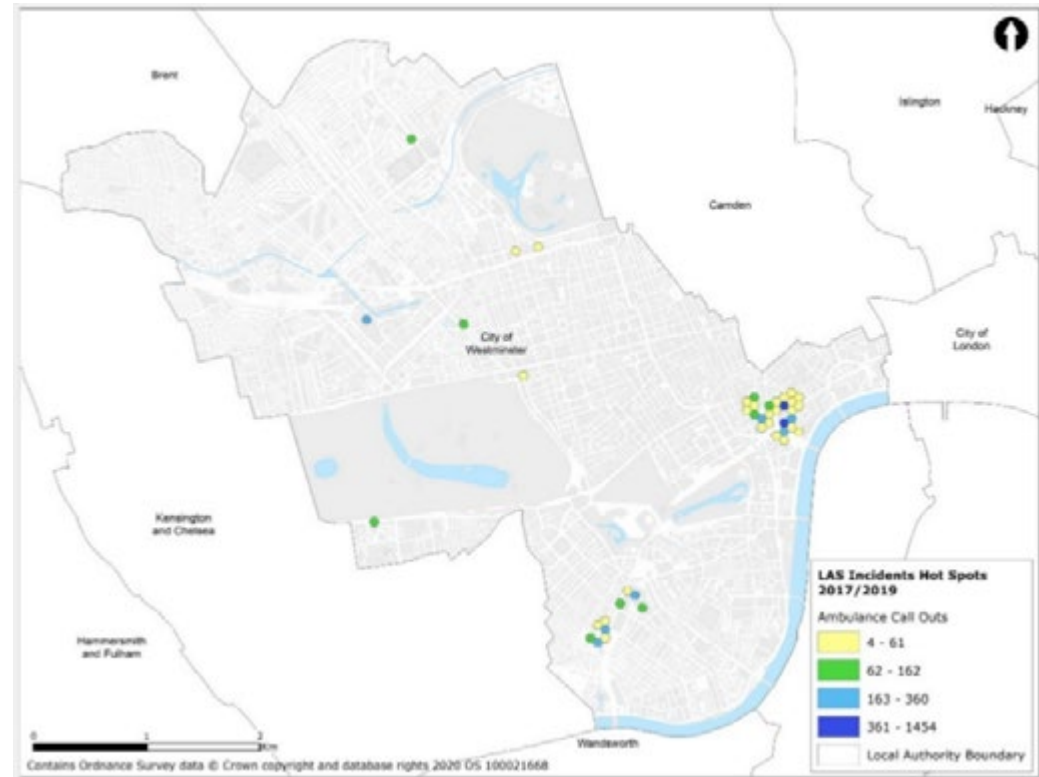 Brent
Islington
Hackney
Camden
City of
London
City of
Westminster
Kensington
and Chelsea
Hammersmith
and Fulham
Wandsworth
LAS Incidents Hot Spots
2017/2019
Ambulance Call Outs
4 - 61
62 - 162
163 - 360
361 - 1454
Local Authority Boundary
0 1 2
Km
Contains Ordnance Survey data © Crown copyright and database rights 2020 OS 100021668